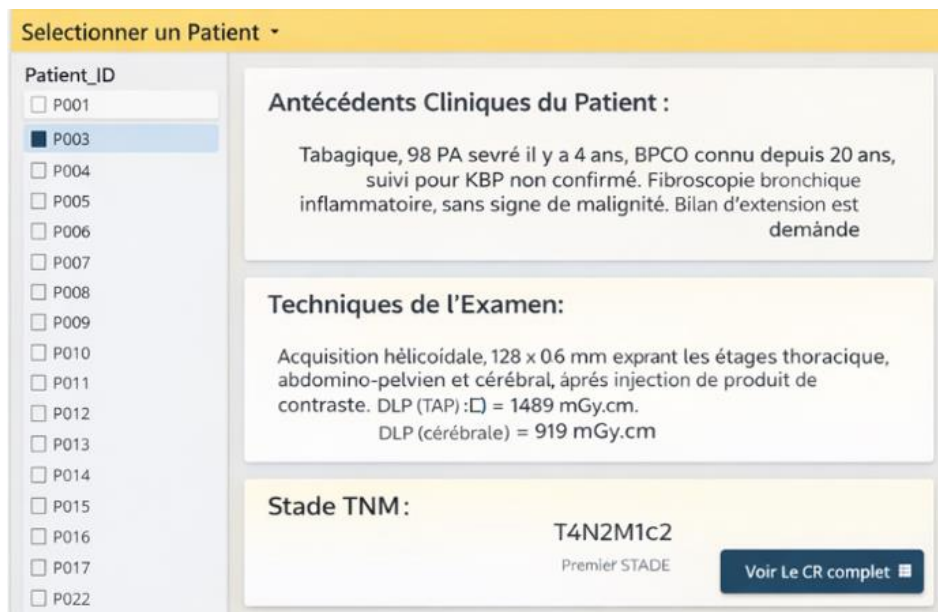 Selectionner un Patient
Patient_ID
P001
P003
P004
P005
P006
P007
P008
P009
P010
P011
P012
P013
P014
P015
P016
P017
P022
Antécédents Cliniques du Patient :
Tabagique, 98 PA sevré il y a 4 ans, BPCO connu depuis 20 ans,
suivi pour KBP non confirmé. Fibroscopie bronchique
inflammatoire, sans signe de malignité. Bilan d'extension est
demànde
Techniques de l'Examen:
Acquisition hèlicoídale, 128 x 0.6 mm exprant les étages thoracique,
abdomino-pelvien et cérébral, áprés injection de produit de
contraste. DLP (TAP) : = 1489 mGy.cm.
DLP (cérébrale) = 919 mGy.cm
Stade TNM :
T4N2M1c2
Premier STADE
Voir Le CR complet